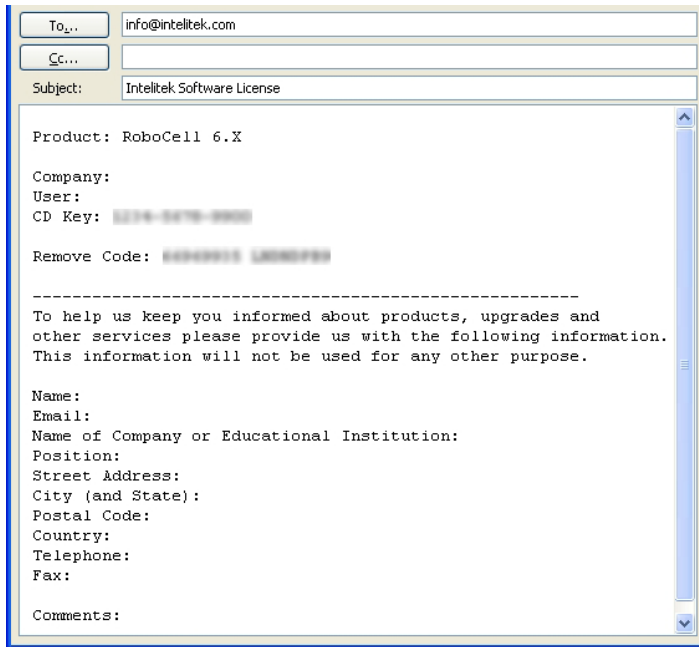 To...
info@intelitek.com
Cc...
Subject:
Intelitek Software License
Product: RoboCell 6.X
Company:
User:
CD Key:
Remove Code:
-------------------------------------------------------
To help us keep you informed about products, upgrades and
other services please provide us with the following information.
This information will not be used for any other purpose.
Name:
Email:
Name of Company or Educational Institution:
Position:
Street Address:
City (and State):
Postal Code:
Country:
Telephone:
Fax:
Comments: